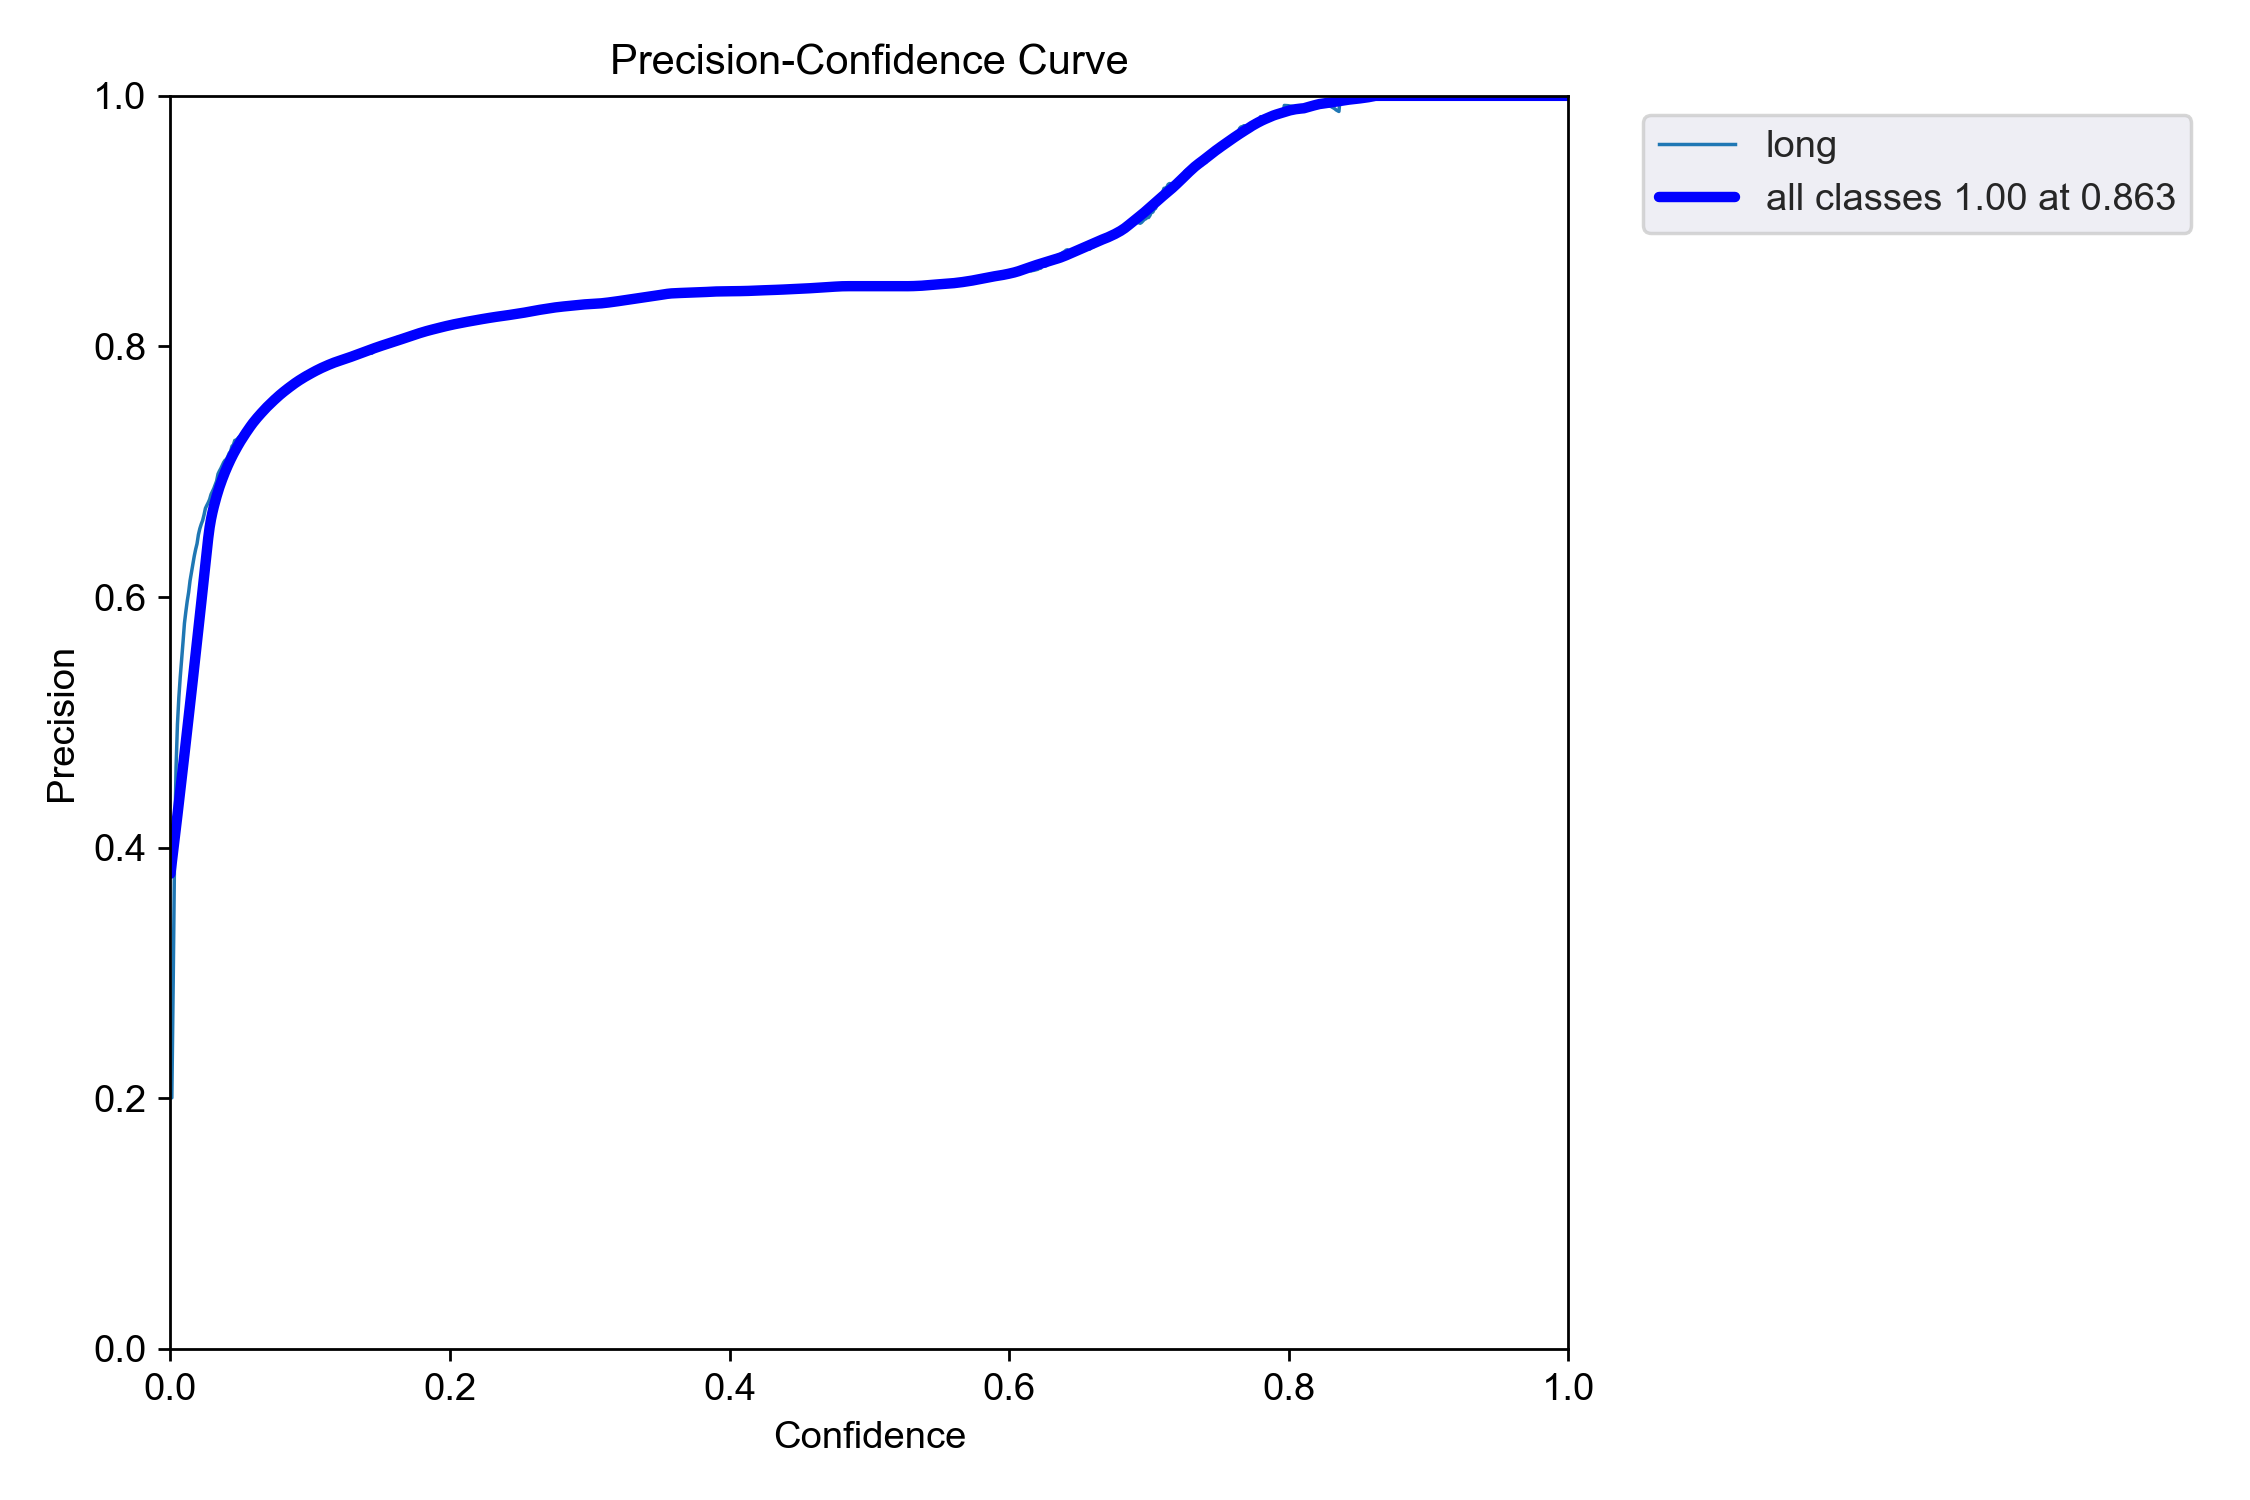 Precision-Confidence Curve
1.0
0.8
0.6
0.4
0.2
0.0
Precision
0.0 0.2 0.4 0.6 0.8 1.0
Confidence
long
all classes 1.00 at 0.863